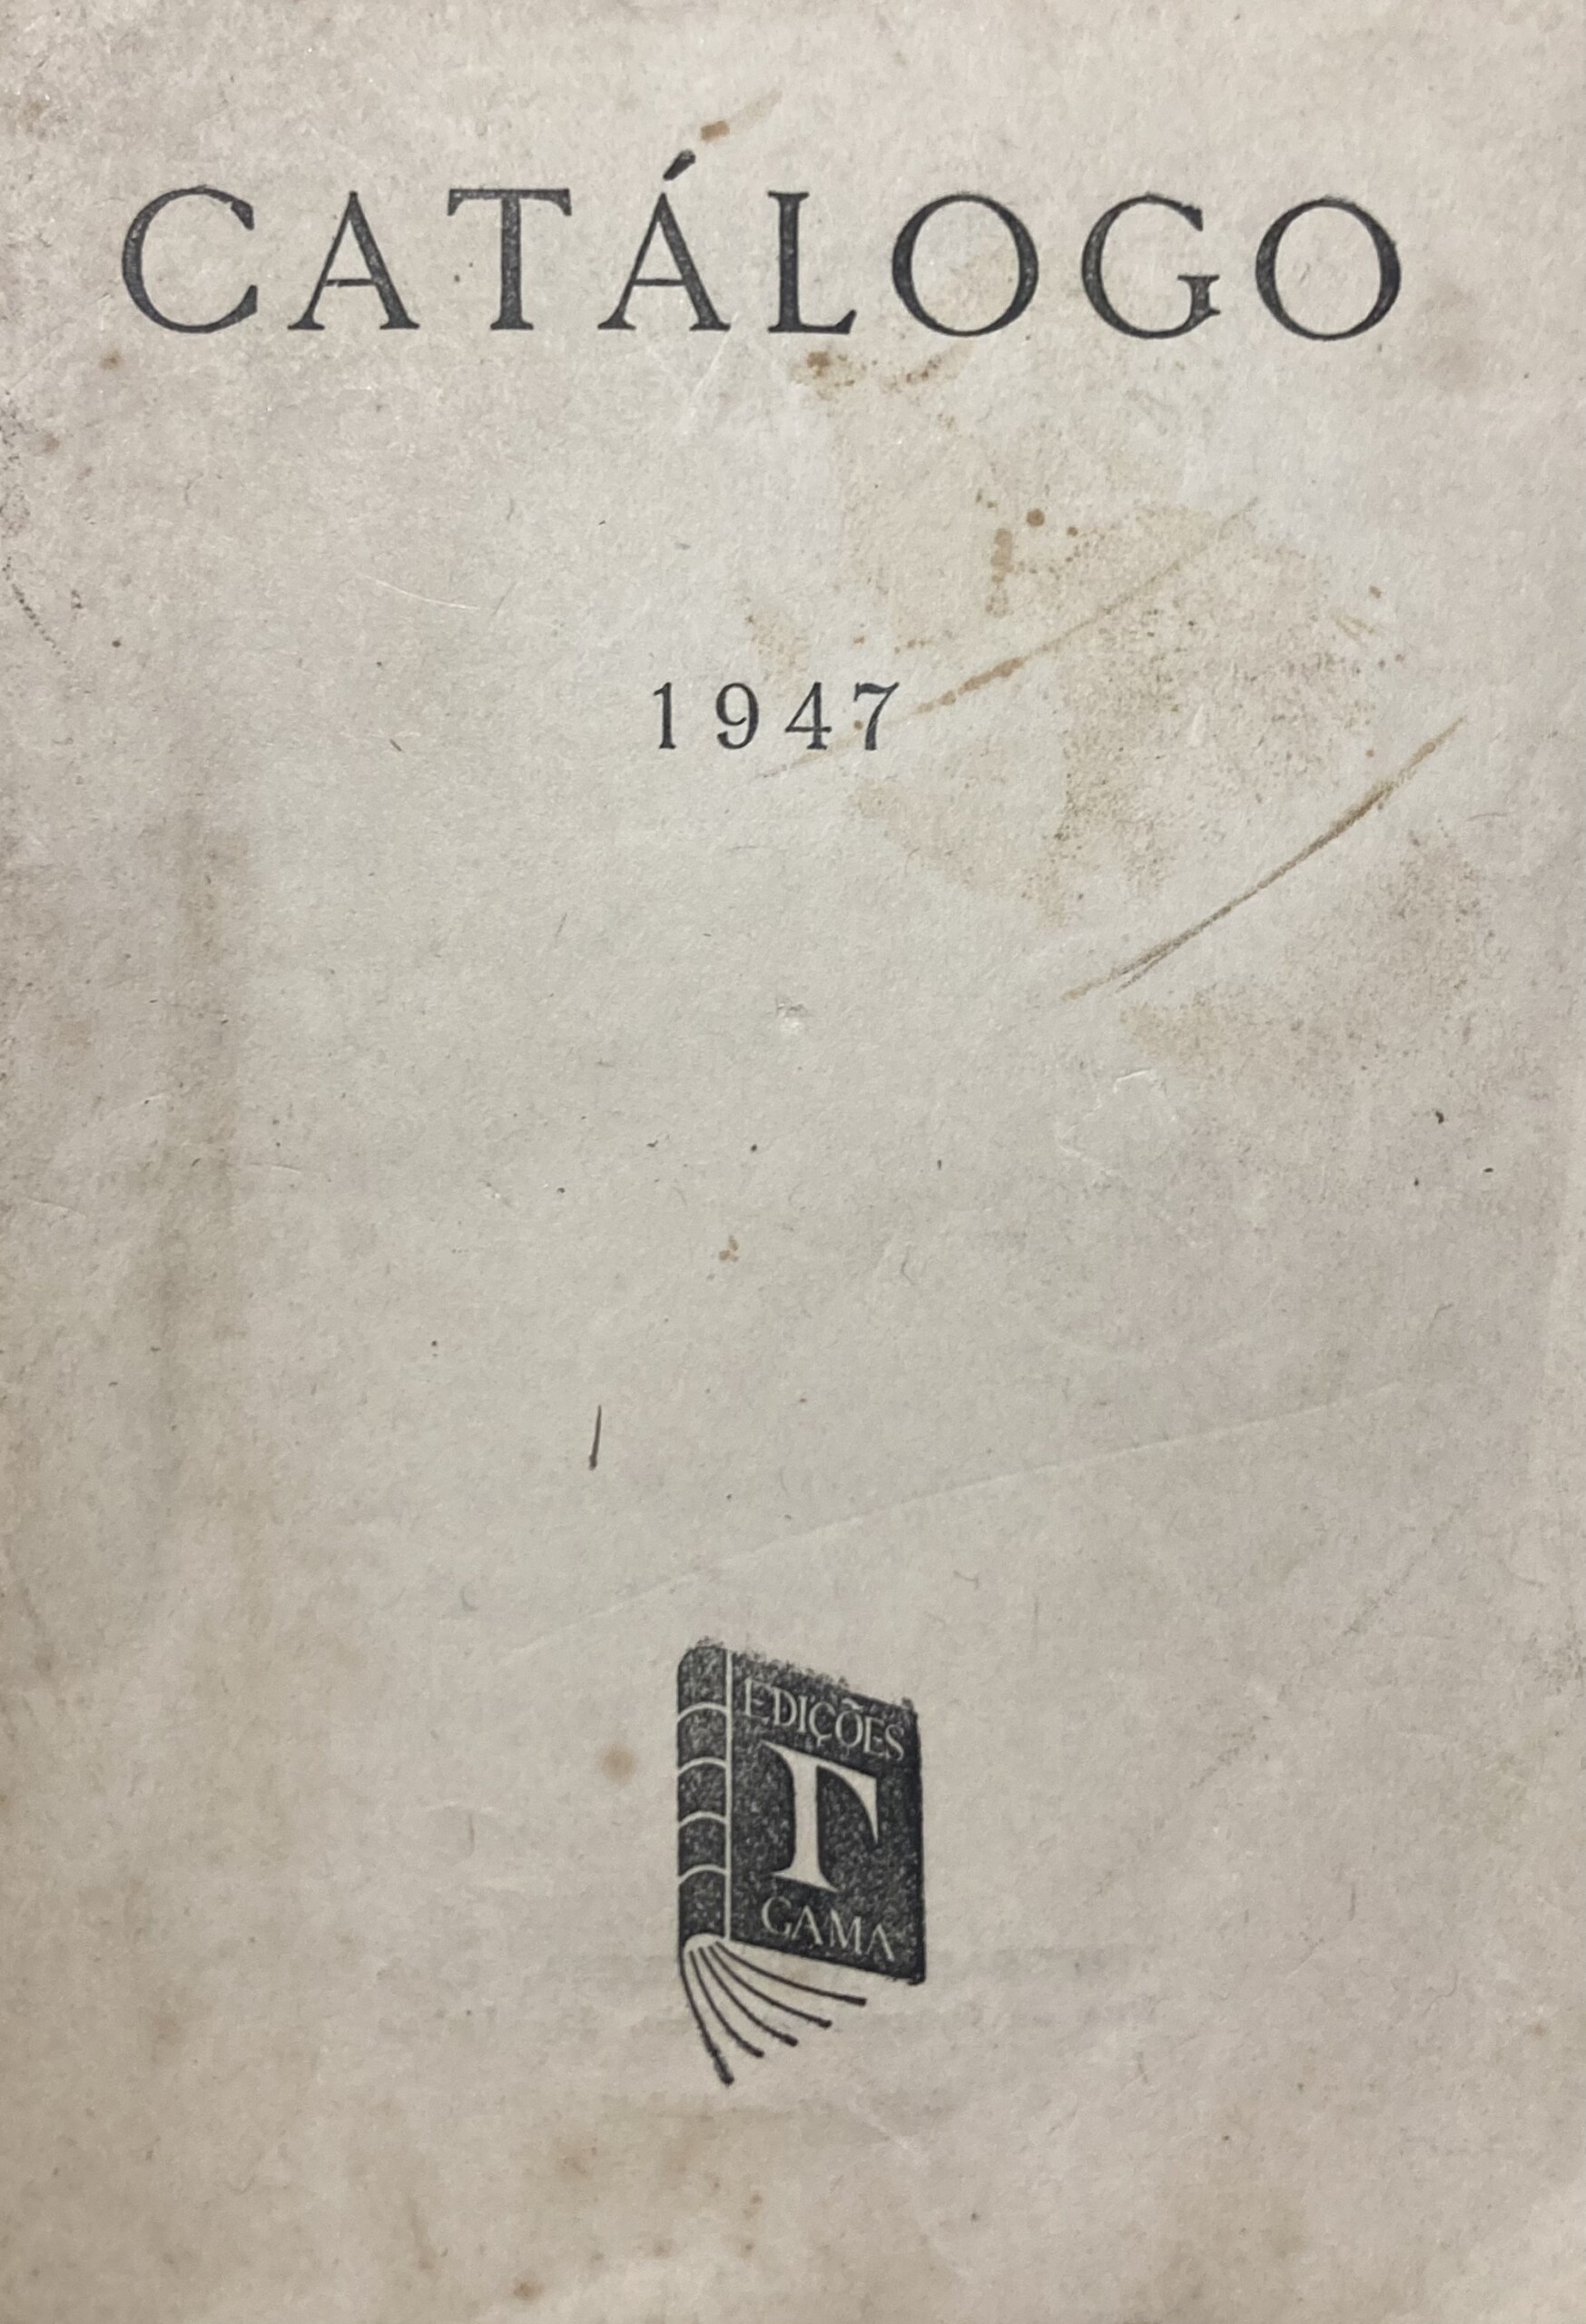 CATÁLOGO
1947
EDIÇÕES
Γ
GAMA